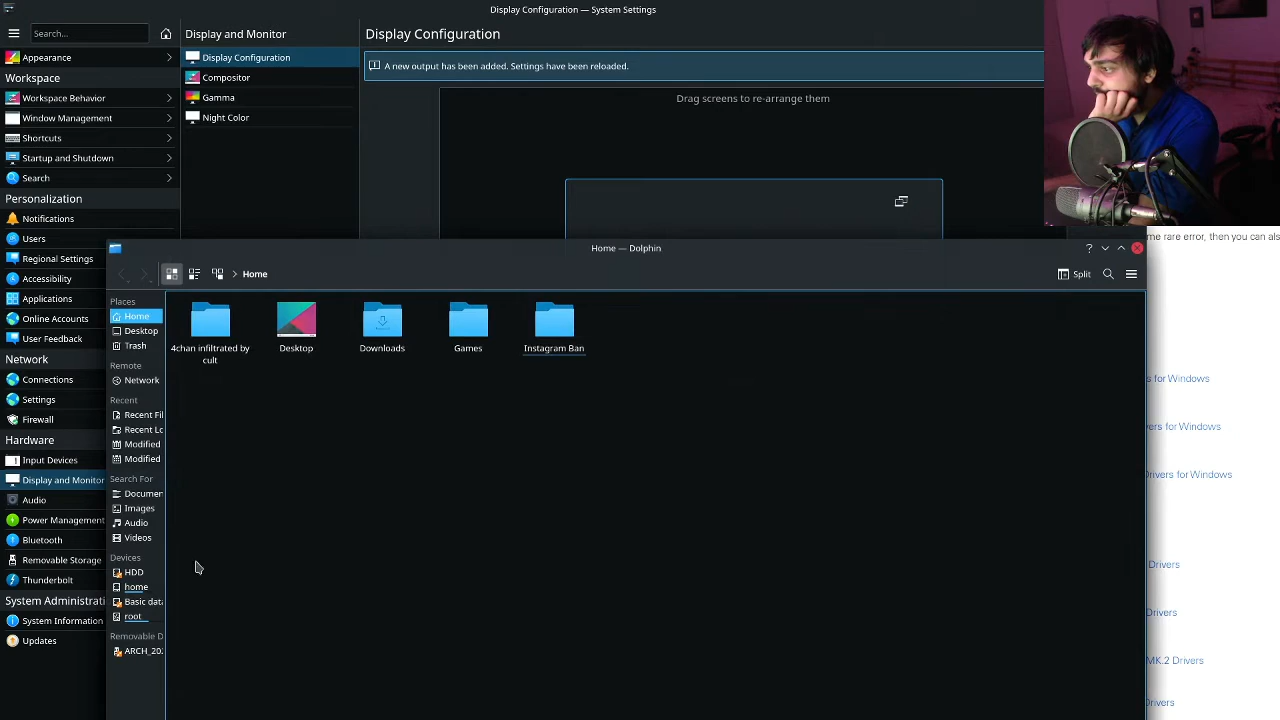 Display Configuration — System Settings
Search...
Display and Monitor
Display Configuration
Appearance
Display Configuration
A new output has been added. Settings have been reloaded.
Workspace
Compositor
Workspace Behavior
Gamma
Drag screens to re-arrange them
Window Management
Night Color
Shortcuts
Startup and Shutdown
Search
Personalization
Notifications
Users
Regional Settings
Accessibility
Applications
Online Accounts
User Feedback
Network
Connections
Settings
Firewall
Hardware
Input Devices
Display and Monitor
Audio
Power Management
Bluetooth
Removable Storage
Thunderbolt
System Administrati
System Information
Updates
Home — Dolphin
Home
Split
Places
Home
Desktop
Trash
Remote
Network
Recent
Recent Fil
Recent Lo
Modified
Modified
Search For
Documen
Images
Audio
Videos
Devices
HDD
home
Basic data
root
Removable D
ARCH_20
4chan infiltrated by
cult
Desktop
Downloads
Games
Instagram Ban
me rare error, then you can als
s for Windows
ers for Windows
Drivers for Windows
Drivers
Drivers
MK.2 Drivers
Drivers